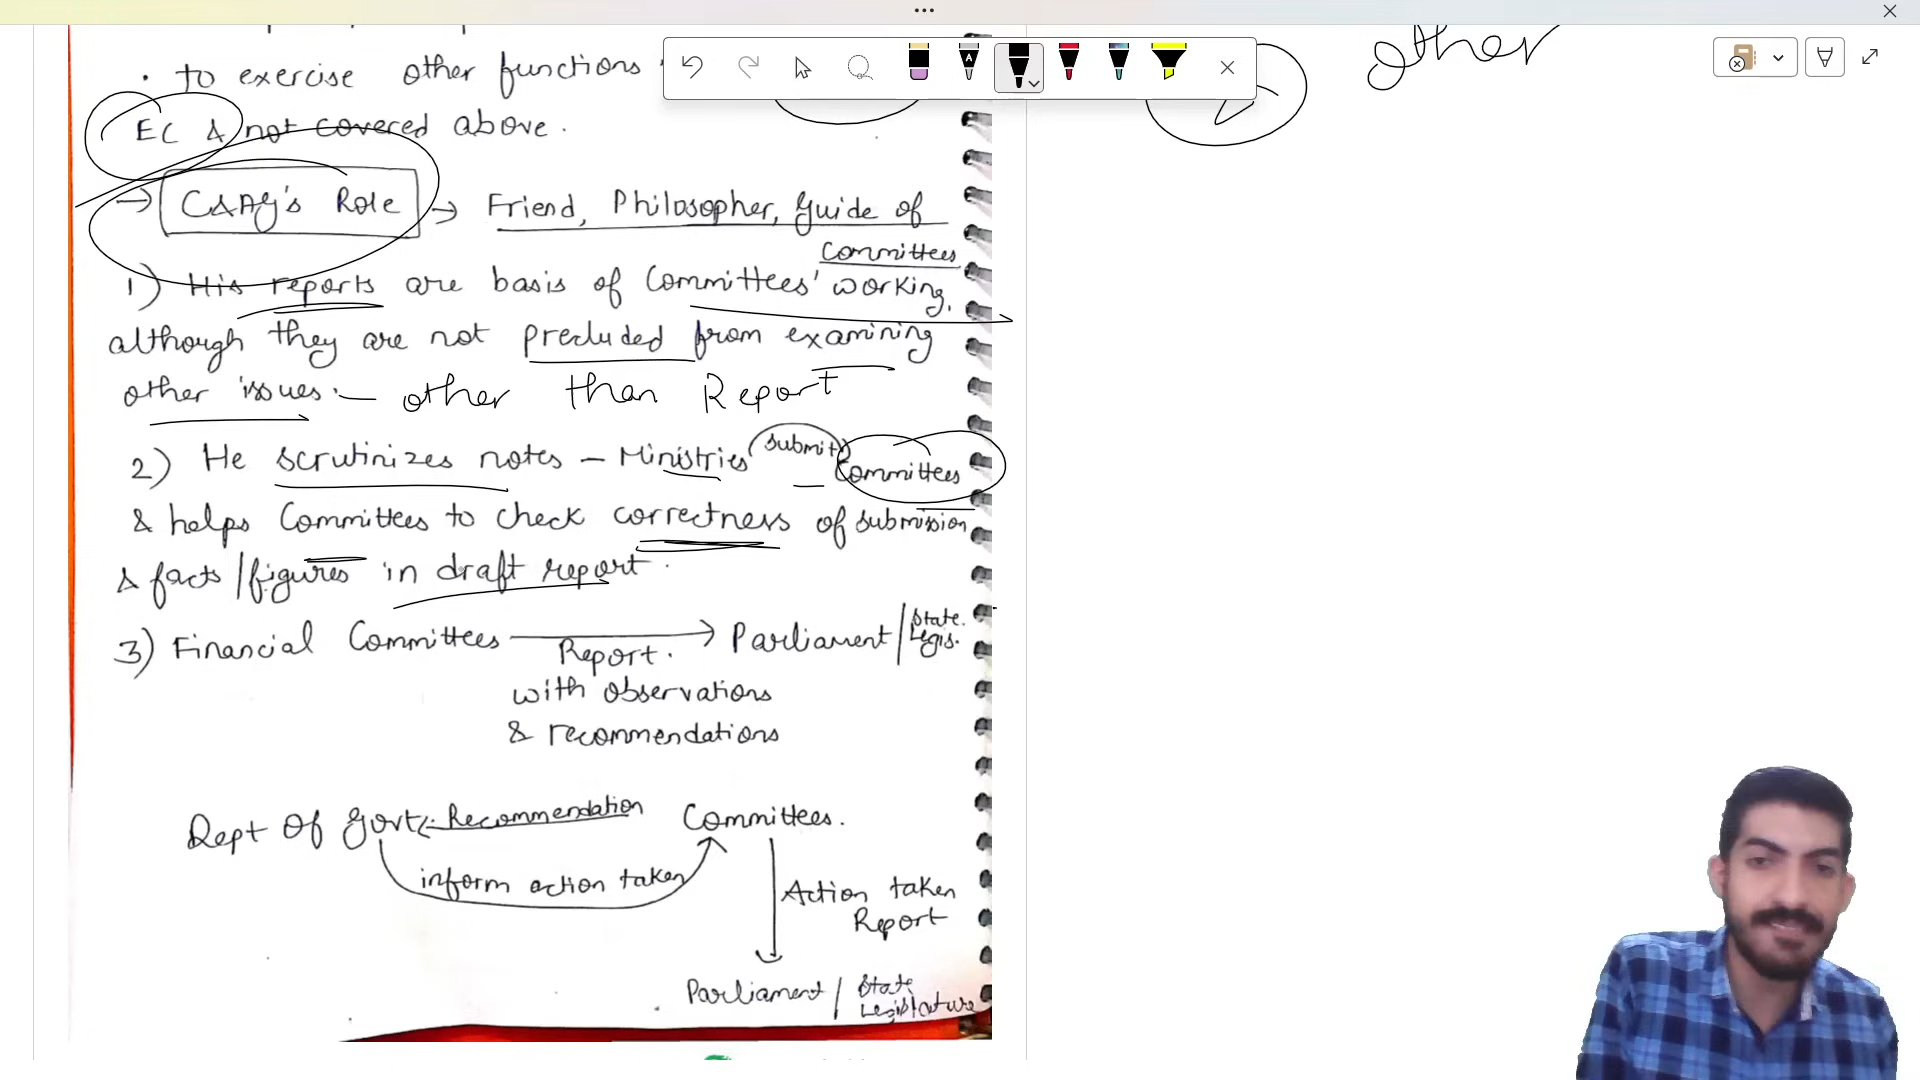 other
· to exercise other functions
EC & not covered above.
→ C&AG's Role → Friend, Philosopher, Guide of
Committees
1) His reports are basis of Committees' working,
although they are not precluded from examining
other issues. — other than Report
2) He scrutinizes notes – Ministries submit Committees
& helps Committees to check correctness of submission
& facts/figures in draft report.
3) Financial Committees → Parliament / State Legis.
Report.
with observations
& recommendations
Dept Of Govt ← Recommendation Committees.
inform action taken
Action taken
Report
Parliament / State
Legislature